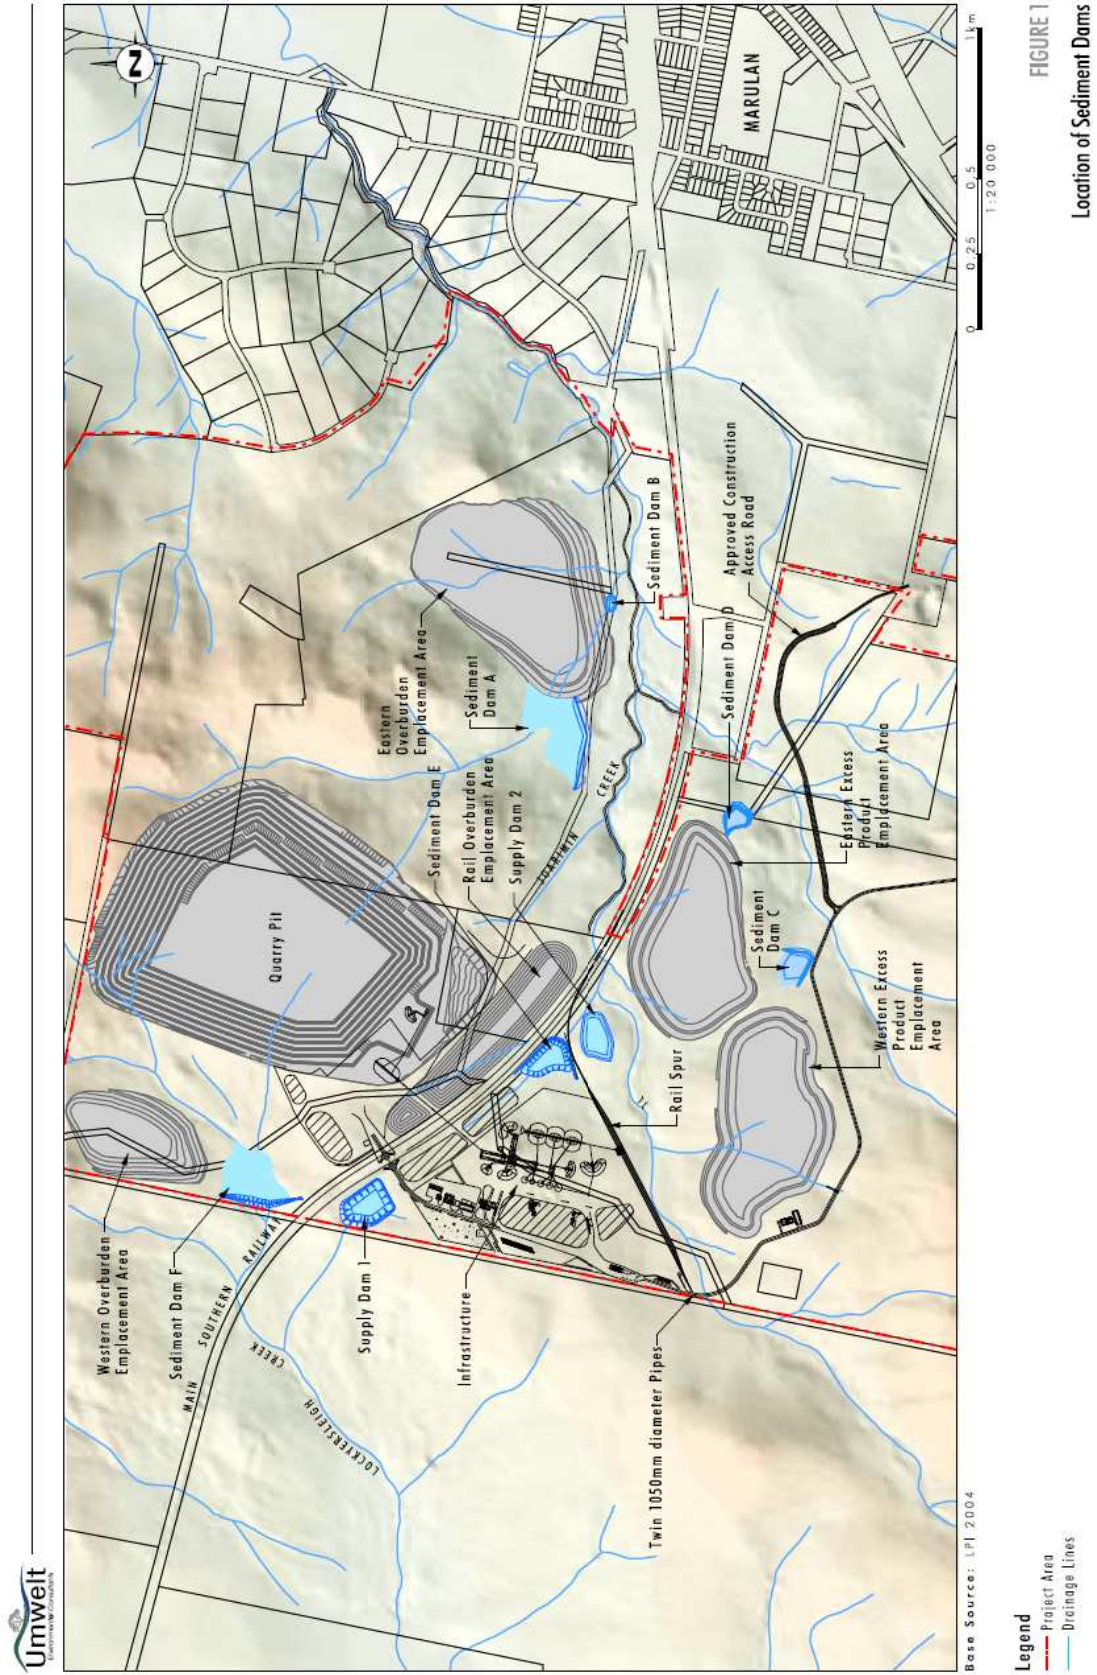 Umwelt
Environmental Consultants
N
MARULAN
Quarry Pit
Western Overburden
Emplacement Area
Sediment Dam F
MAIN SOUTHERN RAILWAY
LOCKYERSLEIGH CREEK
Supply Dam 1
Infrastructure
Twin 1050mm diameter Pipes
Eastern
Overburden
Emplacement Area
Sediment
Dam A
Sediment Dam E
Rail Overburden
Emplacement Area
Supply Dam 2
CREEK
Sediment Dam B
Approved Construction
Access Road
Sediment Dam D
Eastern Excess
Product
Emplacement Area
Sediment
Dam C
Western Excess
Product
Emplacement
Area
Rail Spur
Base Source: LPI 2004
0 0.25 0.5 1km
1:20 000
Legend
Project Area
Drainage Lines
FIGURE 1
Location of Sediment Dams